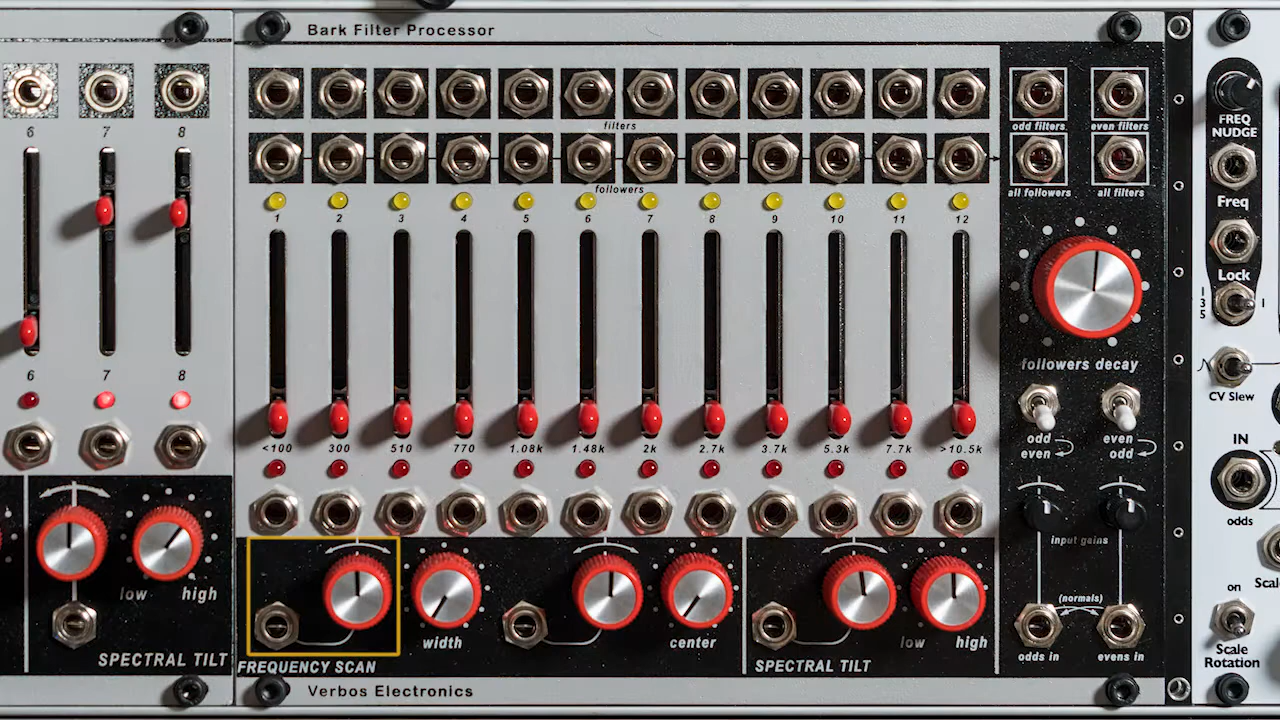 Bark Filter Processor
6 7 8
filters
followers
1 2 3 4 5 6 7 8 9 10 11 12
odd filters even filters
all followers all filters
followers decay
6 7 8
<100 300 510 770 1.08k 1.48k 2k 2.7k 3.7k 5.3k 7.7k >10.5k
odd even
even odd
input gains
low high
SPECTRAL TILT
width
center
low high
FREQUENCY SCAN
SPECTRAL TILT
(normals)
odds in evens in
Verbos Electronics
FREQ
NUDGE
Freq
Lock
1
3 1
5
CV Slew
IN
odds
on
Scale
Rotation